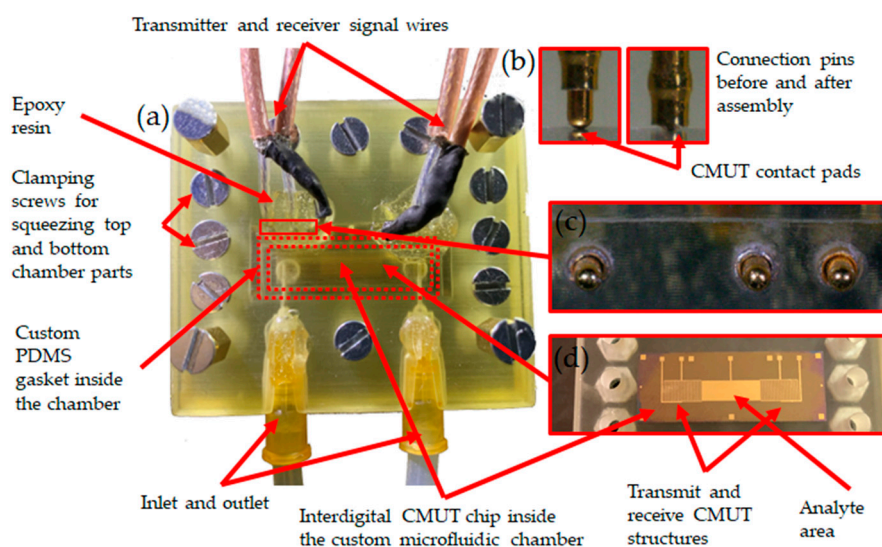 Transmitter and receiver signal wires
(b)
Connection pins
before and after
assembly
Epoxy
resin
(a)
CMUT contact pads
Clamping
screws for
squeezing top
and bottom
chamber parts
(c)
Custom
PDMS
gasket inside
the chamber
(d)
Inlet and outlet
Interdigital CMUT chip inside
the custom microfluidic chamber
Transmit and
receive CMUT
structures
Analyte
area